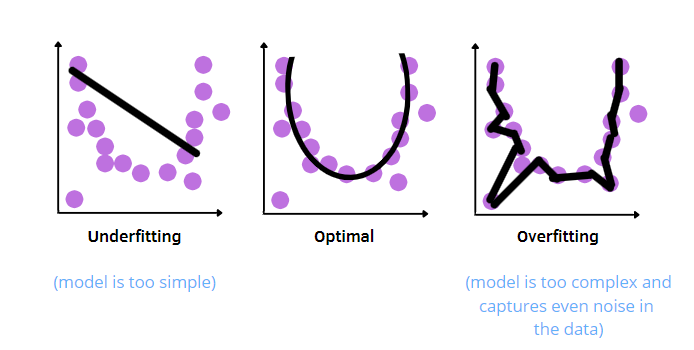 Underfitting
Optimal
Overfitting
(model is too simple)
(model is too complex and
captures even noise in
the data)